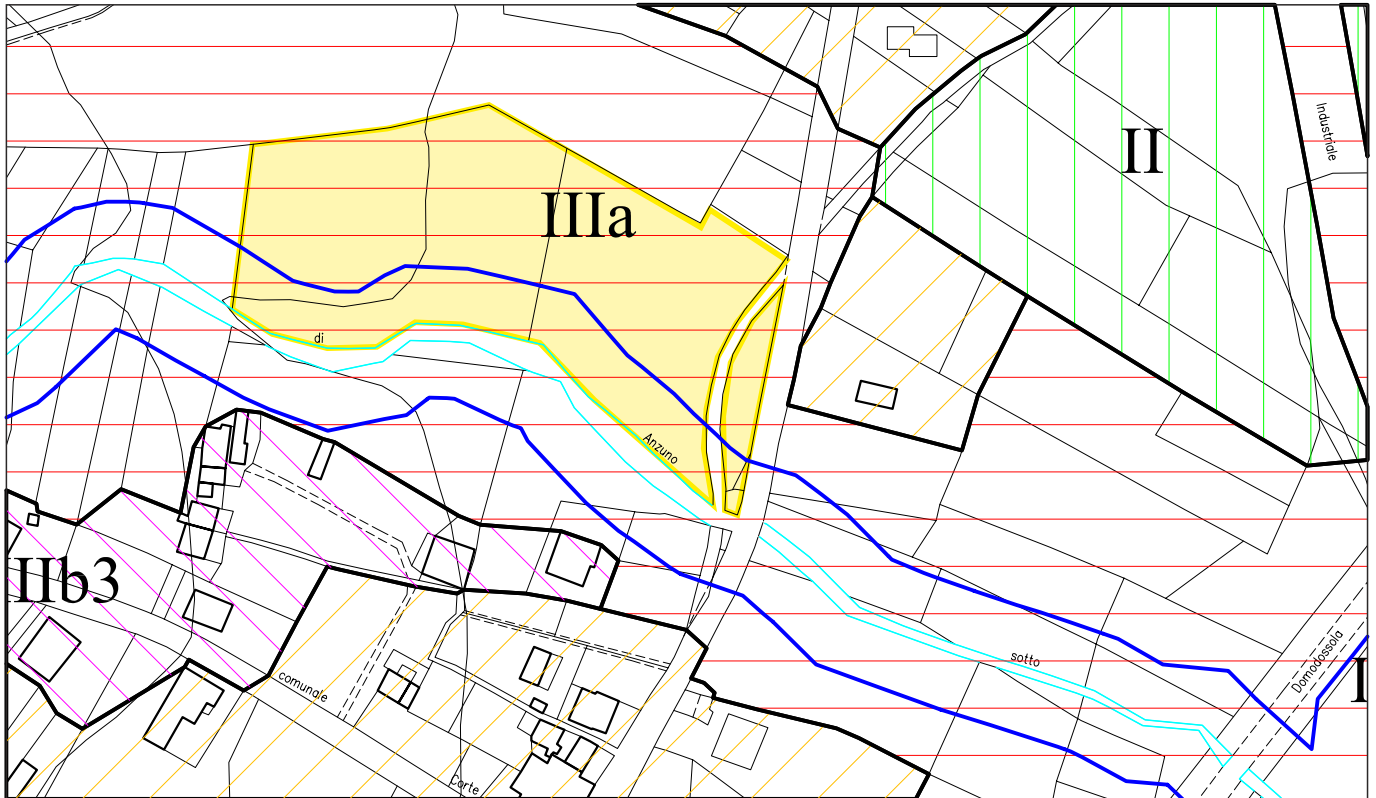 Industriale
II
IIIa
di
Anzuno
IIb3
sotto
Domodossola
I
comunale
Corte